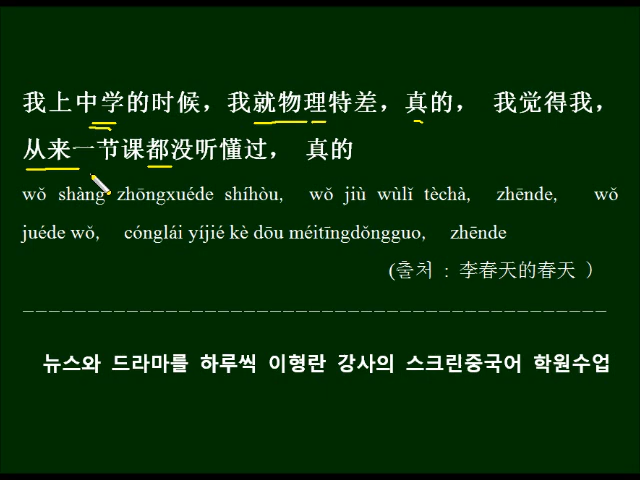 我上中学的时候，我就物理特差，真的， 我觉得我，
从来一节课都没听懂过， 真的
wǒ shàng zhōngxuéde shíhòu, wǒ jiù wùlǐ tèchà, zhēnde, wǒ
juéde wǒ, cónglái yíjié kè dōu méitīngdǒngguo, zhēnde
(출처 : 李春天的春天 )
뉴스와 드라마를 하루씩 이형란 강사의 스크린중국어 학원수업